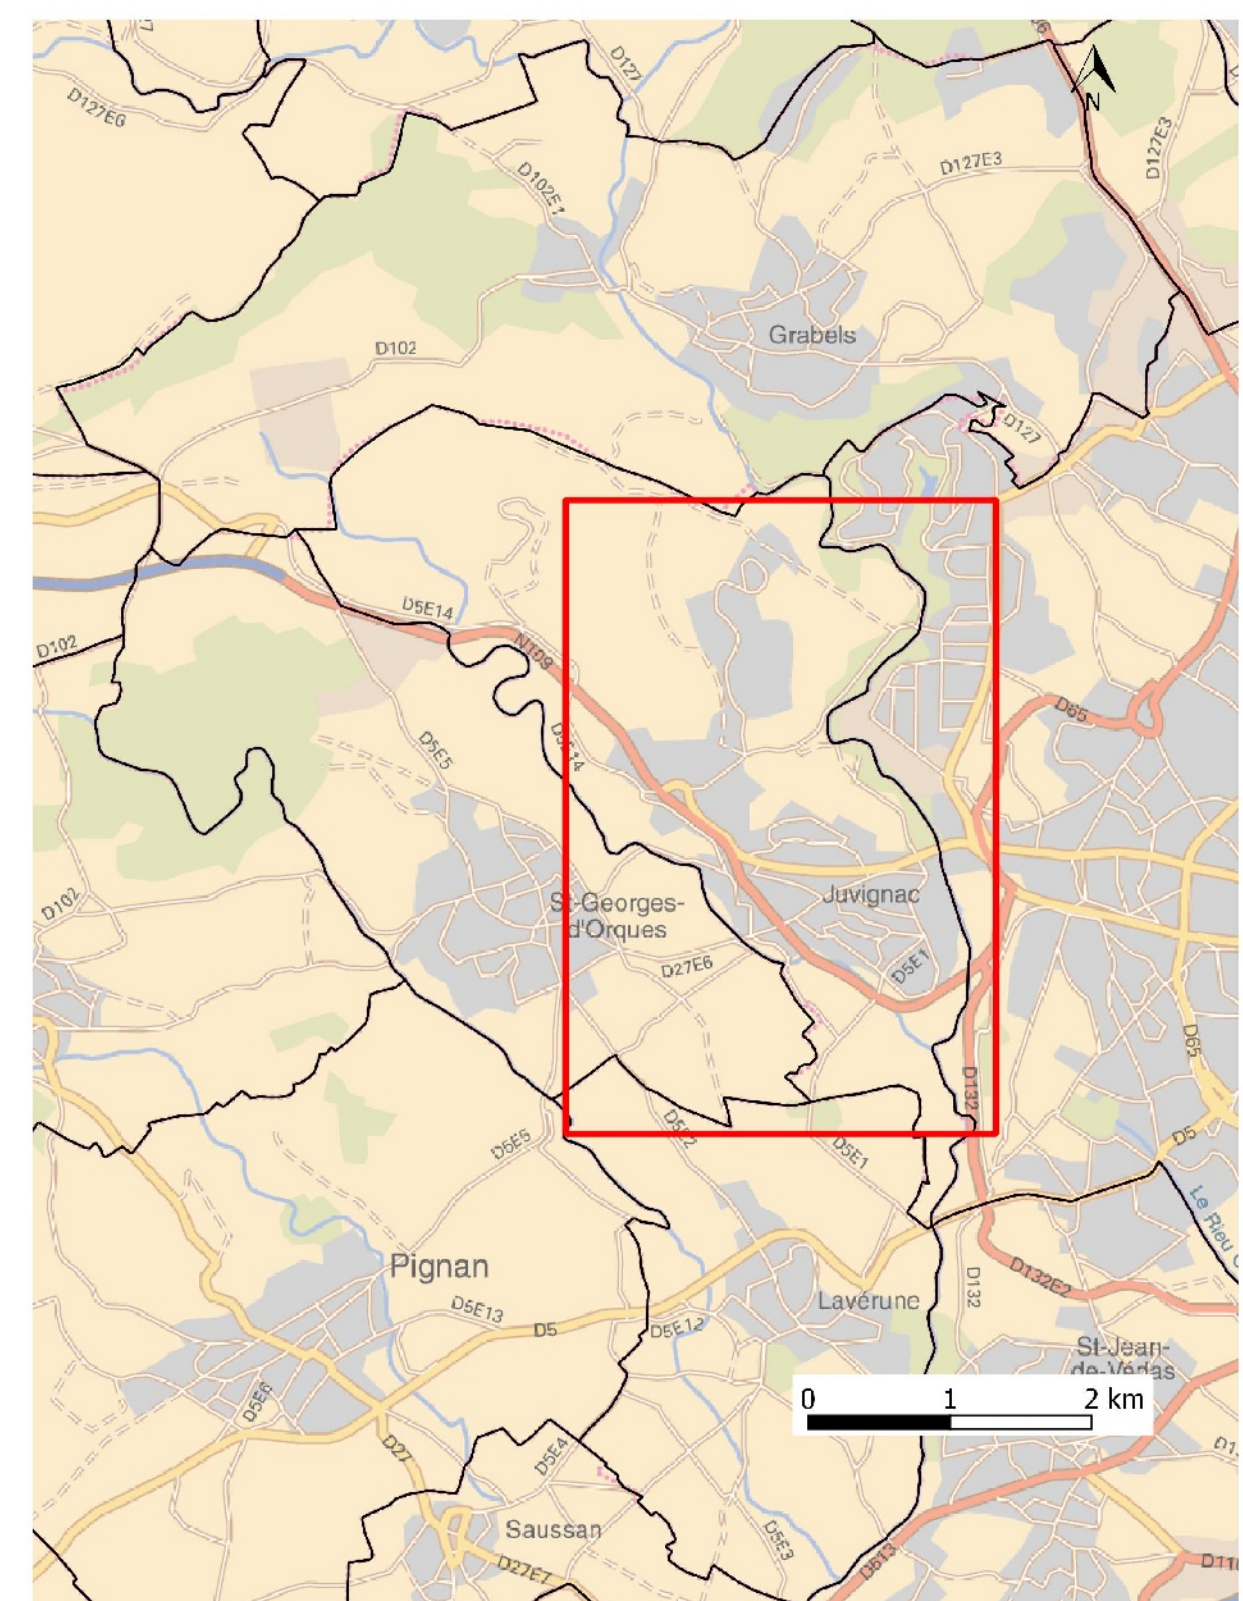 D127
D127E6
N
D127E3
D127E3
D102E1
Grabels
D102
D127
D5E14
D102
N109
D65
D5E5
D5E14
D102
Juvignac
St-Georges-
d'Orques
D27E6
D5E1
D65
D132
D5E2
D5E1
D5E5
D5
Le Rieu
Pignan
D132E2
D132
Lavérune
D5E13
D5
D5E12
St-Jean-
de-Védas
0 1 2 km
D5E6
D27
D5E4
Saussan
D5E3
D613
D27E7